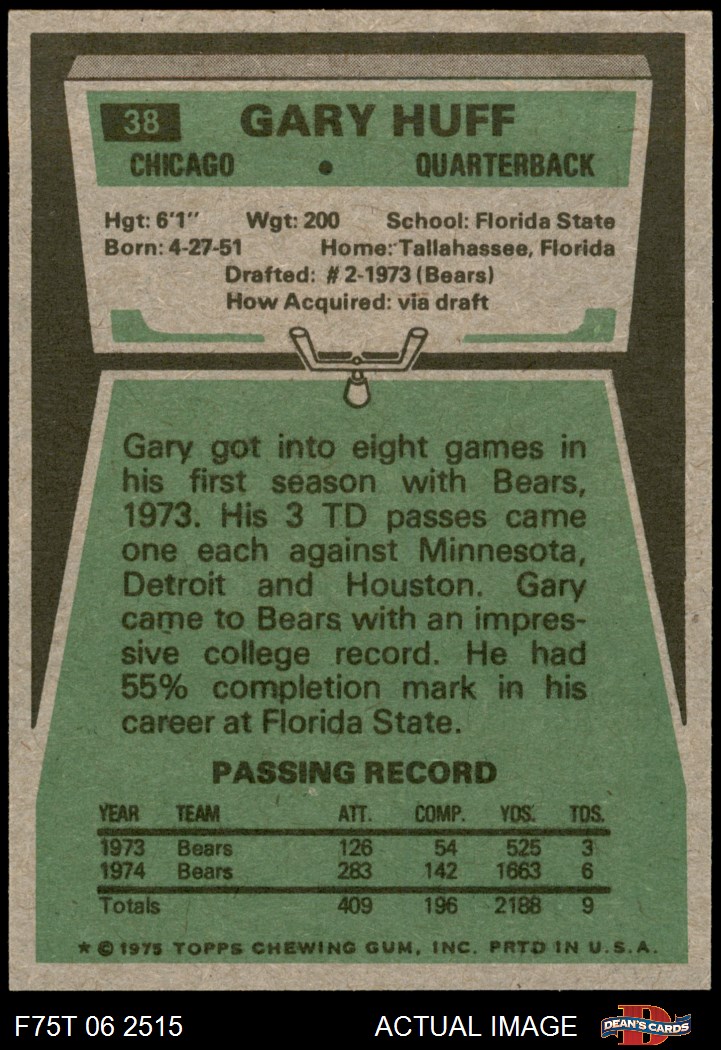 38 GARY HUFF
CHICAGO • QUARTERBACK
Hgt: 6'1" Wgt: 200 School: Florida State
Born: 4-27-51 Home: Tallahassee, Florida
Drafted: #2-1973 (Bears)
How Acquired: via draft
Gary got into eight games in
his first season with Bears,
1973. His 3 TD passes came
one each against Minnesota,
Detroit and Houston. Gary
came to Bears with an impres-
sive college record. He had
55% completion mark in his
career at Florida State.
PASSING RECORD
YEAR TEAM ATT. COMP. YDS. TDS.
1973 Bears 126 54 525 3
1974 Bears 283 142 1663 6
Totals 409 196 2188 9
* © 1975 TOPPS CHEWING GUM, INC. PRTD IN U.S.A.
F75T 06 2515 ACTUAL IMAGE DEAN'S CARDS